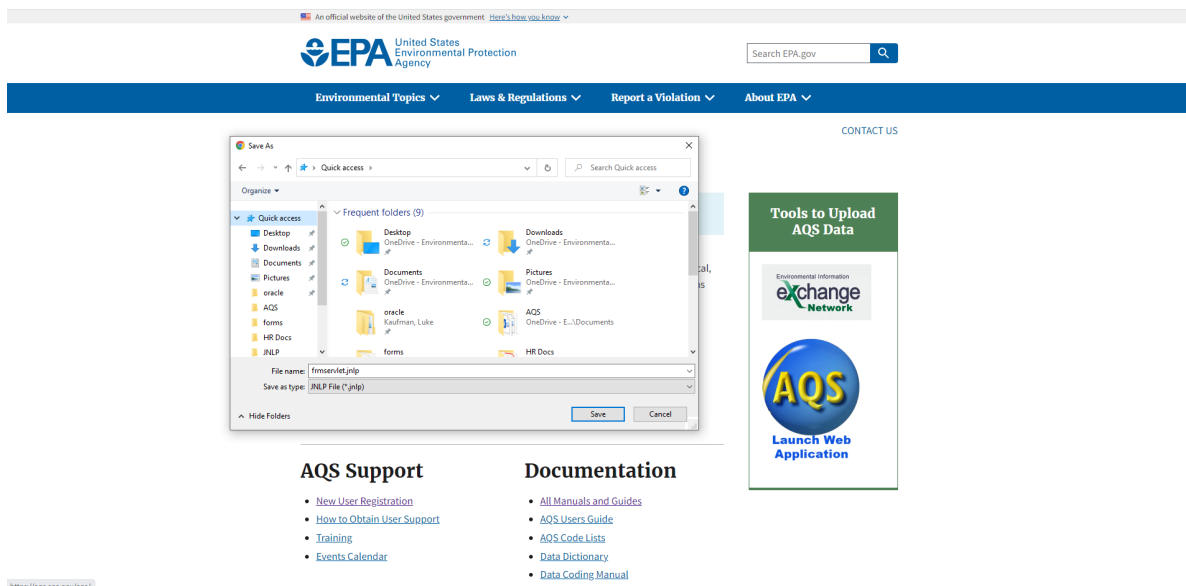 An official website of the United States government Here's how you know
EPA United States
Environmental Protection
Agency
Search EPA.gov
Environmental Topics Laws & Regulations Report a Violation About EPA
CONTACT US
Save As
Quick access
Search Quick access
Organize
Quick access
Desktop
Downloads
Documents
Pictures
oracle
AQS
forms
HR Docs
JNLP
Frequent folders (9)
Desktop
OneDrive - Environmenta...
Downloads
OneDrive - Environmenta...
Documents
OneDrive - Environmenta...
Pictures
OneDrive - Environmenta...
oracle
Kaufman, Luke
AQS
OneDrive - E...\Documents
forms
HR Docs
File name: frmservlet.jnlp
Save as type: JNLP File (*.jnlp)
Hide Folders
Save Cancel
Tools to Upload
AQS Data
Environmental Information
eXchange
Network
AQS
Launch Web
Application
AQS Support
New User Registration
How to Obtain User Support
Training
Events Calendar
Documentation
All Manuals and Guides
AQS Users Guide
AQS Code Lists
Data Dictionary
Data Coding Manual